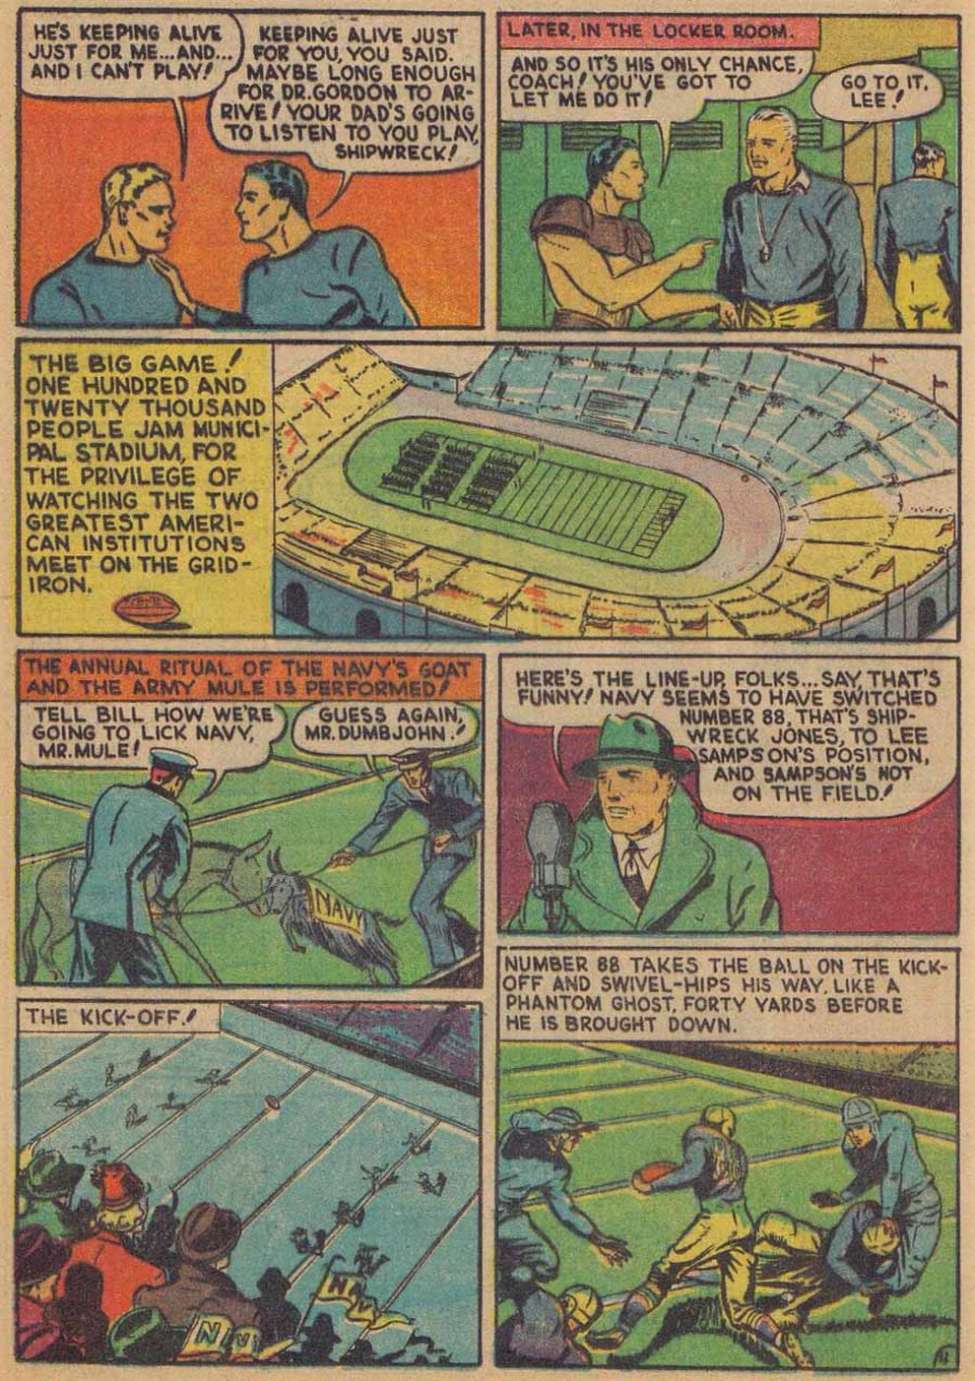 HE'S KEEPING ALIVE
JUST FOR ME...AND...
AND I CAN'T PLAY!
KEEPING ALIVE JUST
FOR YOU, YOU SAID.
MAYBE LONG ENOUGH
FOR DR. GORDON TO AR-
RIVE! YOUR DAD'S GOING
TO LISTEN TO YOU PLAY,
SHIPWRECK!
LATER, IN THE LOCKER ROOM.
AND SO IT'S HIS ONLY CHANCE,
COACH! YOU'VE GOT TO
LET ME DO IT!
GO TO IT,
LEE!
THE BIG GAME!
ONE HUNDRED AND
TWENTY THOUSAND
PEOPLE JAM MUNICI-
PAL STADIUM, FOR
THE PRIVILEGE OF
WATCHING THE TWO
GREATEST AMERI-
CAN INSTITUTIONS
MEET ON THE GRID-
IRON.
THE ANNUAL RITUAL OF THE NAVY'S GOAT
AND THE ARMY MULE IS PERFORMED!
TELL BILL HOW WE'RE
GOING TO LICK NAVY,
MR. MULE!
GUESS AGAIN,
MR. DUMBJOHN!
NAVY
HERE'S THE LINE-UP, FOLKS...SAY, THAT'S
FUNNY! NAVY SEEMS TO HAVE SWITCHED
NUMBER 88, THAT'S SHIP-
WRECK JONES, TO LEE
SAMPSON'S POSITION,
AND SAMPSON'S NOT
ON THE FIELD!
THE KICK-OFF!
N
NAVY
N
NUMBER 88 TAKES THE BALL ON THE KICK-
OFF AND SWIVEL-HIPS HIS WAY, LIKE A
PHANTOM GHOST, FORTY YARDS BEFORE
HE IS BROUGHT DOWN.